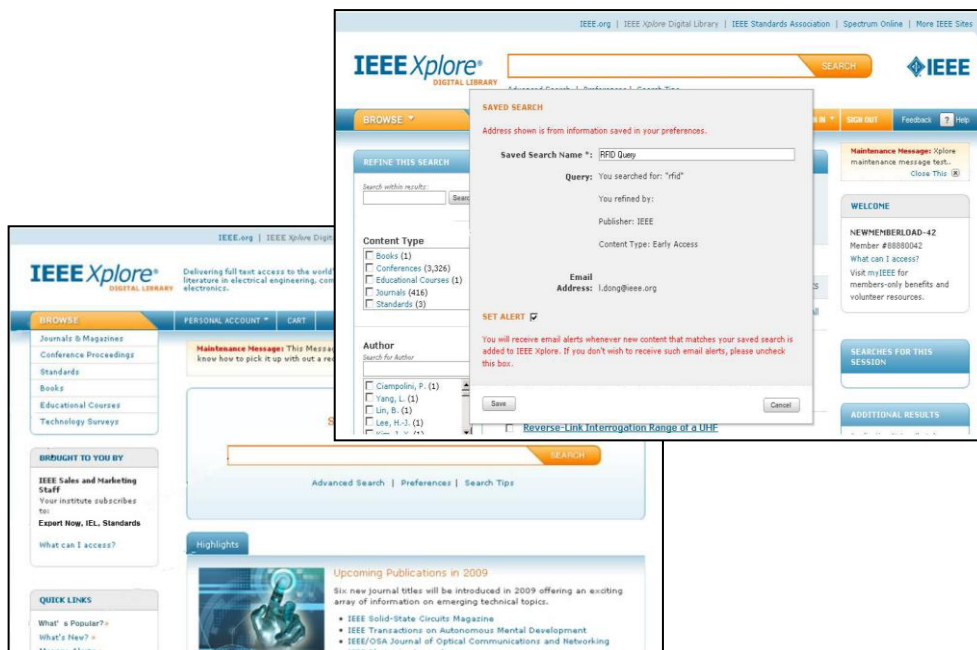 IEEE.org | IEEE Xplore Digital Library | IEEE Standards Association | Spectrum Online | More IEEE Sites
IEEE Xplore®
DIGITAL LIBRARY
SEARCH
IEEE
BROWSE
SIGN OUT
Feedback
? Help
REFINE THIS SEARCH
Search within results:
Content Type
Books (1)
Conferences (3,326)
Educational Courses (1)
Journals (416)
Standards (3)
Author
Search for Author
Ciampolini, P. (1)
Yang, L. (1)
Lin, B. (1)
Lee, H.-J. (1)
SAVED SEARCH
Address shown is from information saved in your preferences.
Saved Search Name *: RFID Query
Query: You searched for: "rfid"
You refined by:
Publisher: IEEE
Content Type: Early Access
Email
Address: l.dong@ieee.org
SET ALERT
You will receive email alerts whenever new content that matches your saved search is
added to IEEE Xplore. If you don't wish to receive such email alerts, please uncheck
this box.
Save
Cancel
Reverse-Link Interrogation Range of a UHF
Maintenance Message: Xplore
maintenance message test..
Close This
WELCOME
NEWMEMBERLOAD-42
Member #88880042
What can I access?
Visit myIEEE for
members-only benefits and
volunteer resources.
SEARCHES FOR THIS
SESSION
ADDITIONAL RESULTS
IEEE.org | IEEE Xplore
IEEE Xplore®
DIGITAL LIBRARY
Delivering full text access to the world'
literature in electrical engineering,
electronics.
BROWSE
PERSONAL ACCOUNT
CART
Journals & Magazines
Conference Proceedings
Standards
Books
Educational Courses
Technology Surveys
Maintenance Message: This
know how to pick it up with out a
SEARCH
Advanced Search | Preferences | Search Tips
BROUGHT TO YOU BY
IEEE Sales and Marketing
Staff
Your institute subscribes
to:
Expert Now, IEL, Standards
What can I access?
QUICK LINKS
What' s Popular?
What's New?
Highlights
Upcoming Publications in 2009
Six new journal titles will be introduced in 2009 offering an exciting
array of information on emerging technical topics.
IEEE Solid-State Circuits Magazine
IEEE Transactions on Autonomous Mental Development
IEEE/OSA Journal of Optical Communications and Networking